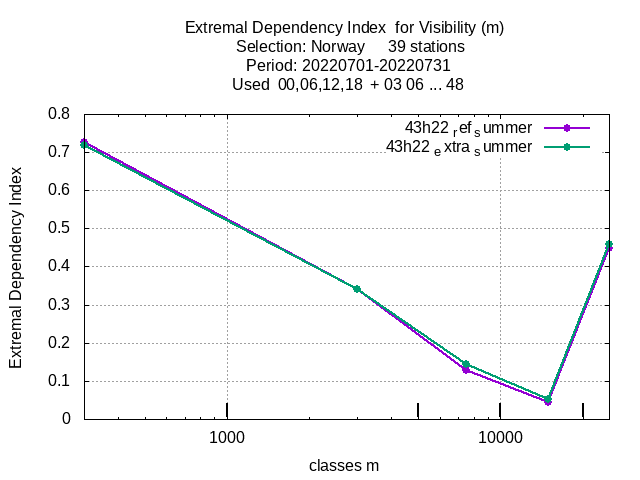 Extremal Dependency Index for Visibility (m)
Selection: Norway 39 stations
Period: 20220701-20220731
Used 00,06,12,18 + 03 06 ... 48
43h22 ref summer
43h22 extra summer
Extremal Dependency Index
0.8
0.7
0.6
0.5
0.4
0.3
0.2
0.1
0
1000 10000
classes m